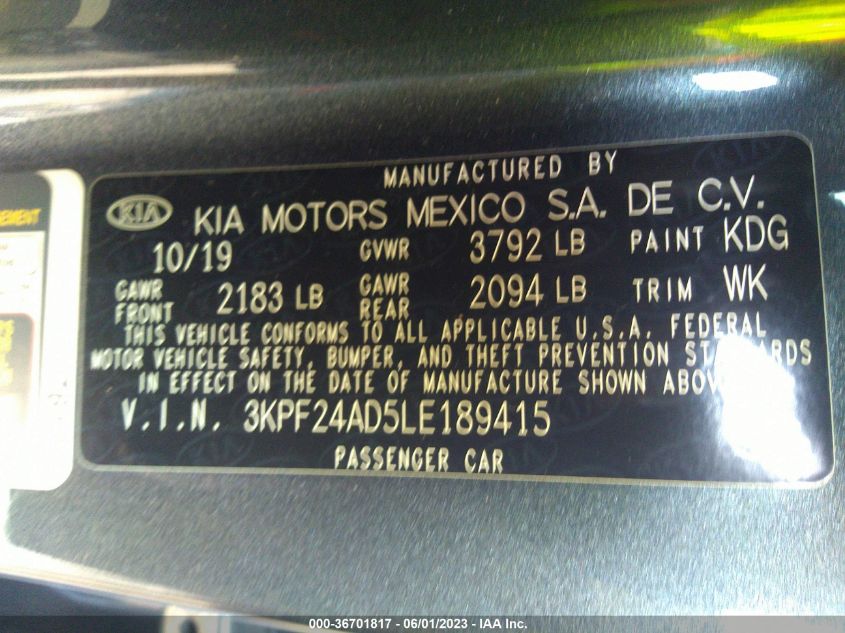 MANUFACTURED BY
KIA KIA MOTORS MEXICO S.A. DE C.V.
10/19 GVWR 3792 LB PAINT KDG
GAWR FRONT 2183 LB GAWR REAR 2094 LB TRIM WK
THIS VEHICLE CONFORMS TO ALL APPLICABLE U.S.A. FEDERAL
MOTOR VEHICLE SAFETY, BUMPER, AND THEFT PREVENTION STANDARDS
IN EFFECT ON THE DATE OF MANUFACTURE SHOWN ABOVE
V.I.N. 3KPF24AD5LE189415
PASSENGER CAR
000-36701817 - 06/01/2023 - IAA Inc.